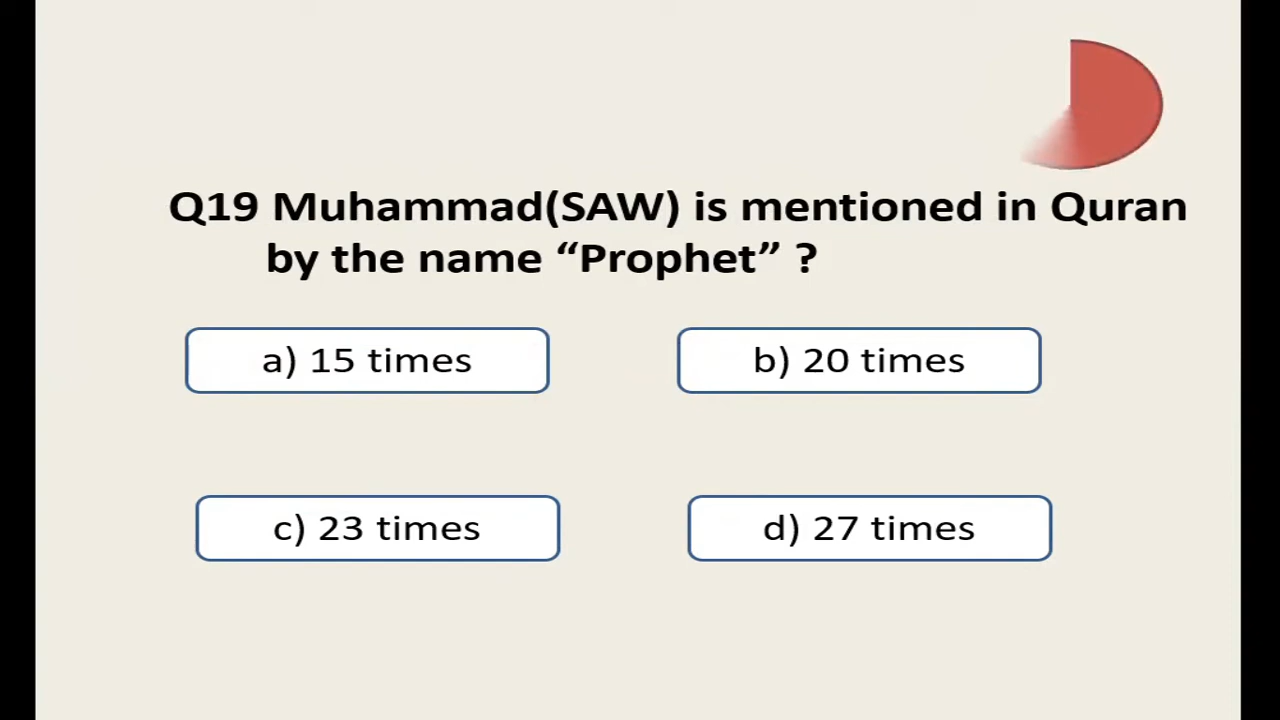 Q19 Muhammad(SAW) is mentioned in Quran
by the name “Prophet” ?
a) 15 times
b) 20 times
c) 23 times
d) 27 times